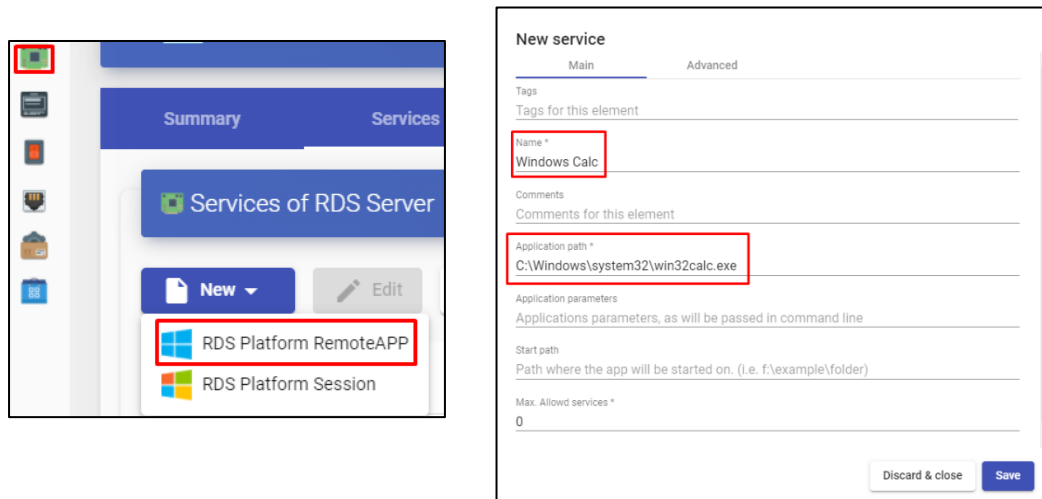 Summary Services
Services of RDS Server
New Edit
RDS Platform RemoteAPP
RDS Platform Session
New service
Main Advanced
Tags
Tags for this element
Name *
Windows Calc
Comments
Comments for this element
Application path *
C:\Windows\system32\win32calc.exe
Application parameters
Applications parameters, as will be passed in command line
Start path
Path where the app will be started on. (i.e. f:\example\folder)
Max. Allowd services *
0
Discard & close Save